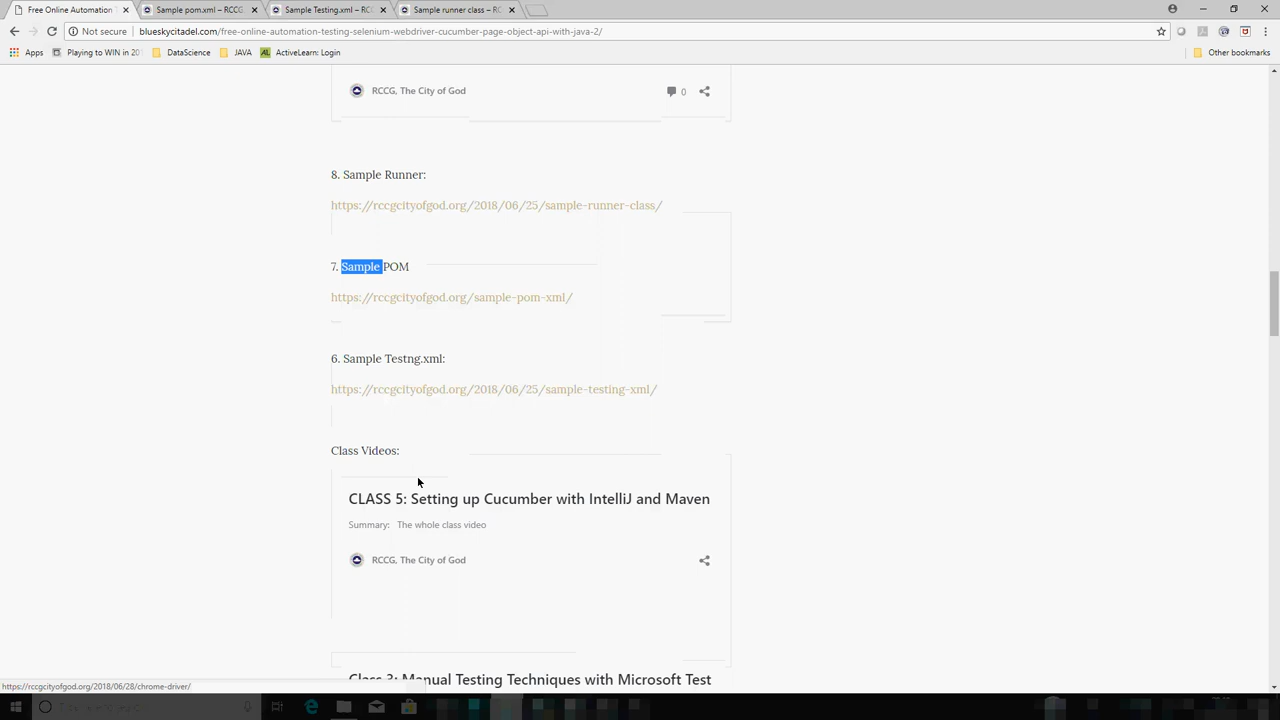 Free Online Automation T
Sample pom.xml – RCCG
Sample Testing.xml – RCC
Sample runner class – RC
Not secure
blueskycitadel.com/free-online-automation-testing-selenium-webdriver-cucumber-page-object-api-with-java-2/
Apps
Playing to WIN in 20
DataScience
JAVA
AL
ActiveLearn: Login
Other bookmarks
RCCG, The City of God
0
8. Sample Runner:
https://rccgcityofgod.org/2018/06/25/sample-runner-class/
7. Sample POM
https://rccgcityofgod.org/sample-pom-xml/
6. Sample Testng.xml:
https://rccgcityofgod.org/2018/06/25/sample-testing-xml/
Class Videos:
CLASS 5: Setting up Cucumber with IntelliJ and Maven
Summary: The whole class video
RCCG, The City of God
Class 3: Manual Testing Techniques with Microsoft Test
https://rccgcityofgod.org/2018/06/28/chrome-driver/